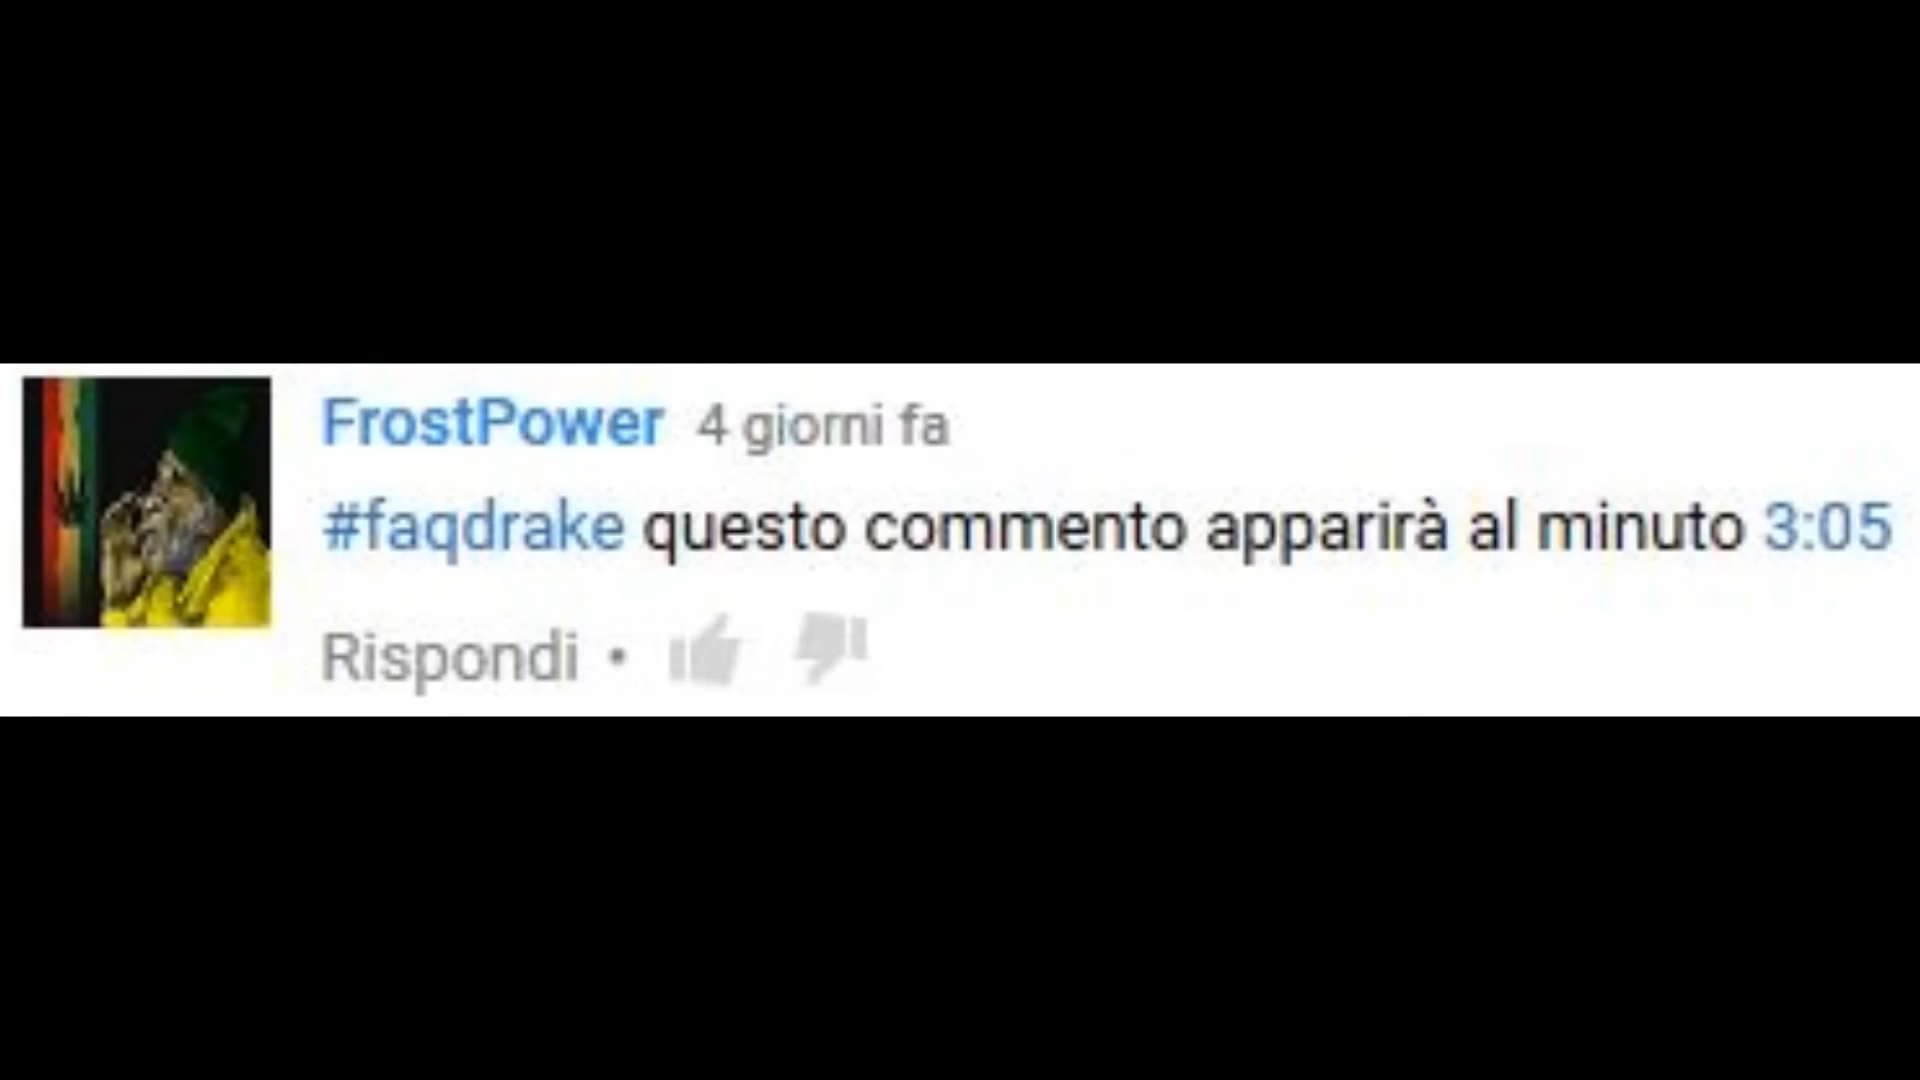 FrostPower 4 giorni fa
#faqdrake questo commento apparirà al minuto 3:05
Rispondi •